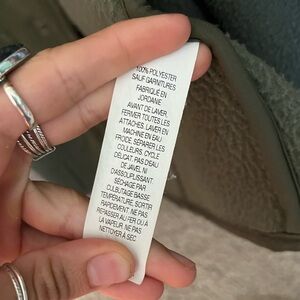 100% POLYESTER
SAUF GARNITURES
FABRIQUÉ EN
JORDANIE
AVANT DE LAVER,
FERMER TOUTES LES
ATTACHES, LAVER EN
MACHINE EN EAU
FROIDE, SÉPARER LES
COULEURS, CYCLE
DÉLICAT, PAS D'EAU
DE JAVEL NI
D'ASSOUPLISSANT
SÉCHAGE PAR
CULBUTAGE BASSE
TEMPÉRATURE, SORTIR
RAPIDEMENT, NE PAS
REPASSER AU FER OU À
LA VAPEUR, NE PAS
NETTOYER À SEC